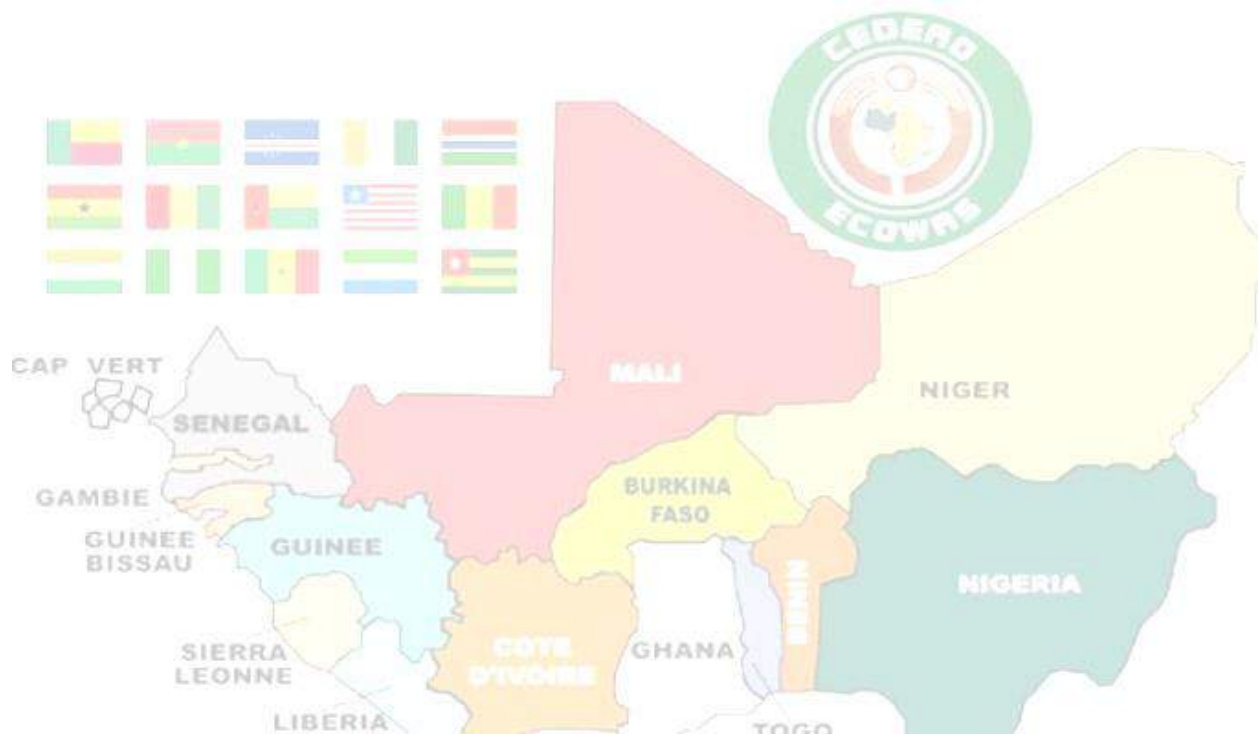 CEDEAO
ECOWAS
CAP VERT
MALI
NIGER
SENEGAL
GAMBIE
BURKINA
FASO
GUINEE
BISSAU
GUINEE
NIGERIA
BENIN
SIERRA
LEONNE
COTE
D'IVOIRE
GHANA
LIBERIA
TOGO